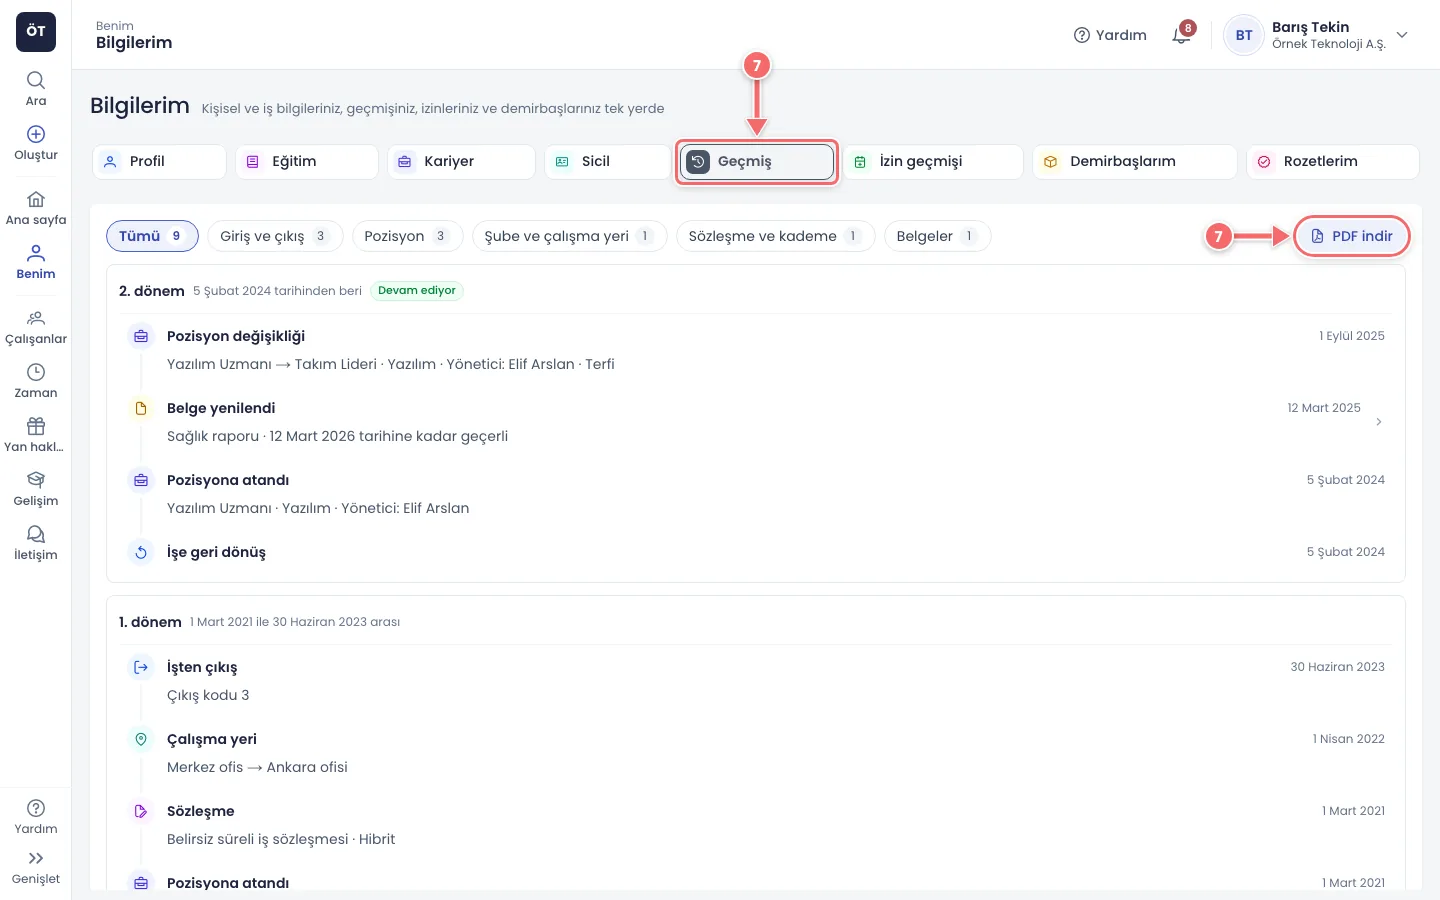 ÖT
Ara
Oluştur
Ana sayfa
Benim
Çalışanlar
Zaman
Yan hakl...
Gelişim
İletişim
Yardım
Genişlet
Benim
Bilgilerim
Yardım
8
BT
Barış Tekin
Örnek Teknoloji A.Ş.
7
Bilgilerim
Kişisel ve iş bilgileriniz, geçmişiniz, izinleriniz ve demirbaşlarınız tek yerde
Profil
Eğitim
Kariyer
Sicil
Geçmiş
İzin geçmişi
Demirbaşlarım
Rozetlerim
Tümü 9
Giriş ve çıkış 3
Pozisyon 3
Şube ve çalışma yeri 1
Sözleşme ve kademe 1
Belgeler 1
7
PDF indir
2. dönem 5 Şubat 2024 tarihinden beri Devam ediyor
Pozisyon değişikliği 1 Eylül 2025
Yazılım Uzmanı → Takım Lideri · Yazılım · Yönetici: Elif Arslan · Terfi
Belge yenilendi 12 Mart 2025
Sağlık raporu · 12 Mart 2026 tarihine kadar geçerli
Pozisyona atandı 5 Şubat 2024
Yazılım Uzmanı · Yazılım · Yönetici: Elif Arslan
İşe geri dönüş 5 Şubat 2024
1. dönem 1 Mart 2021 ile 30 Haziran 2023 arası
İşten çıkış 30 Haziran 2023
Çıkış kodu 3
Çalışma yeri 1 Nisan 2022
Merkez ofis → Ankara ofisi
Sözleşme 1 Mart 2021
Belirsiz süreli iş sözleşmesi · Hibrit
Pozisyona atandı 1 Mart 2021